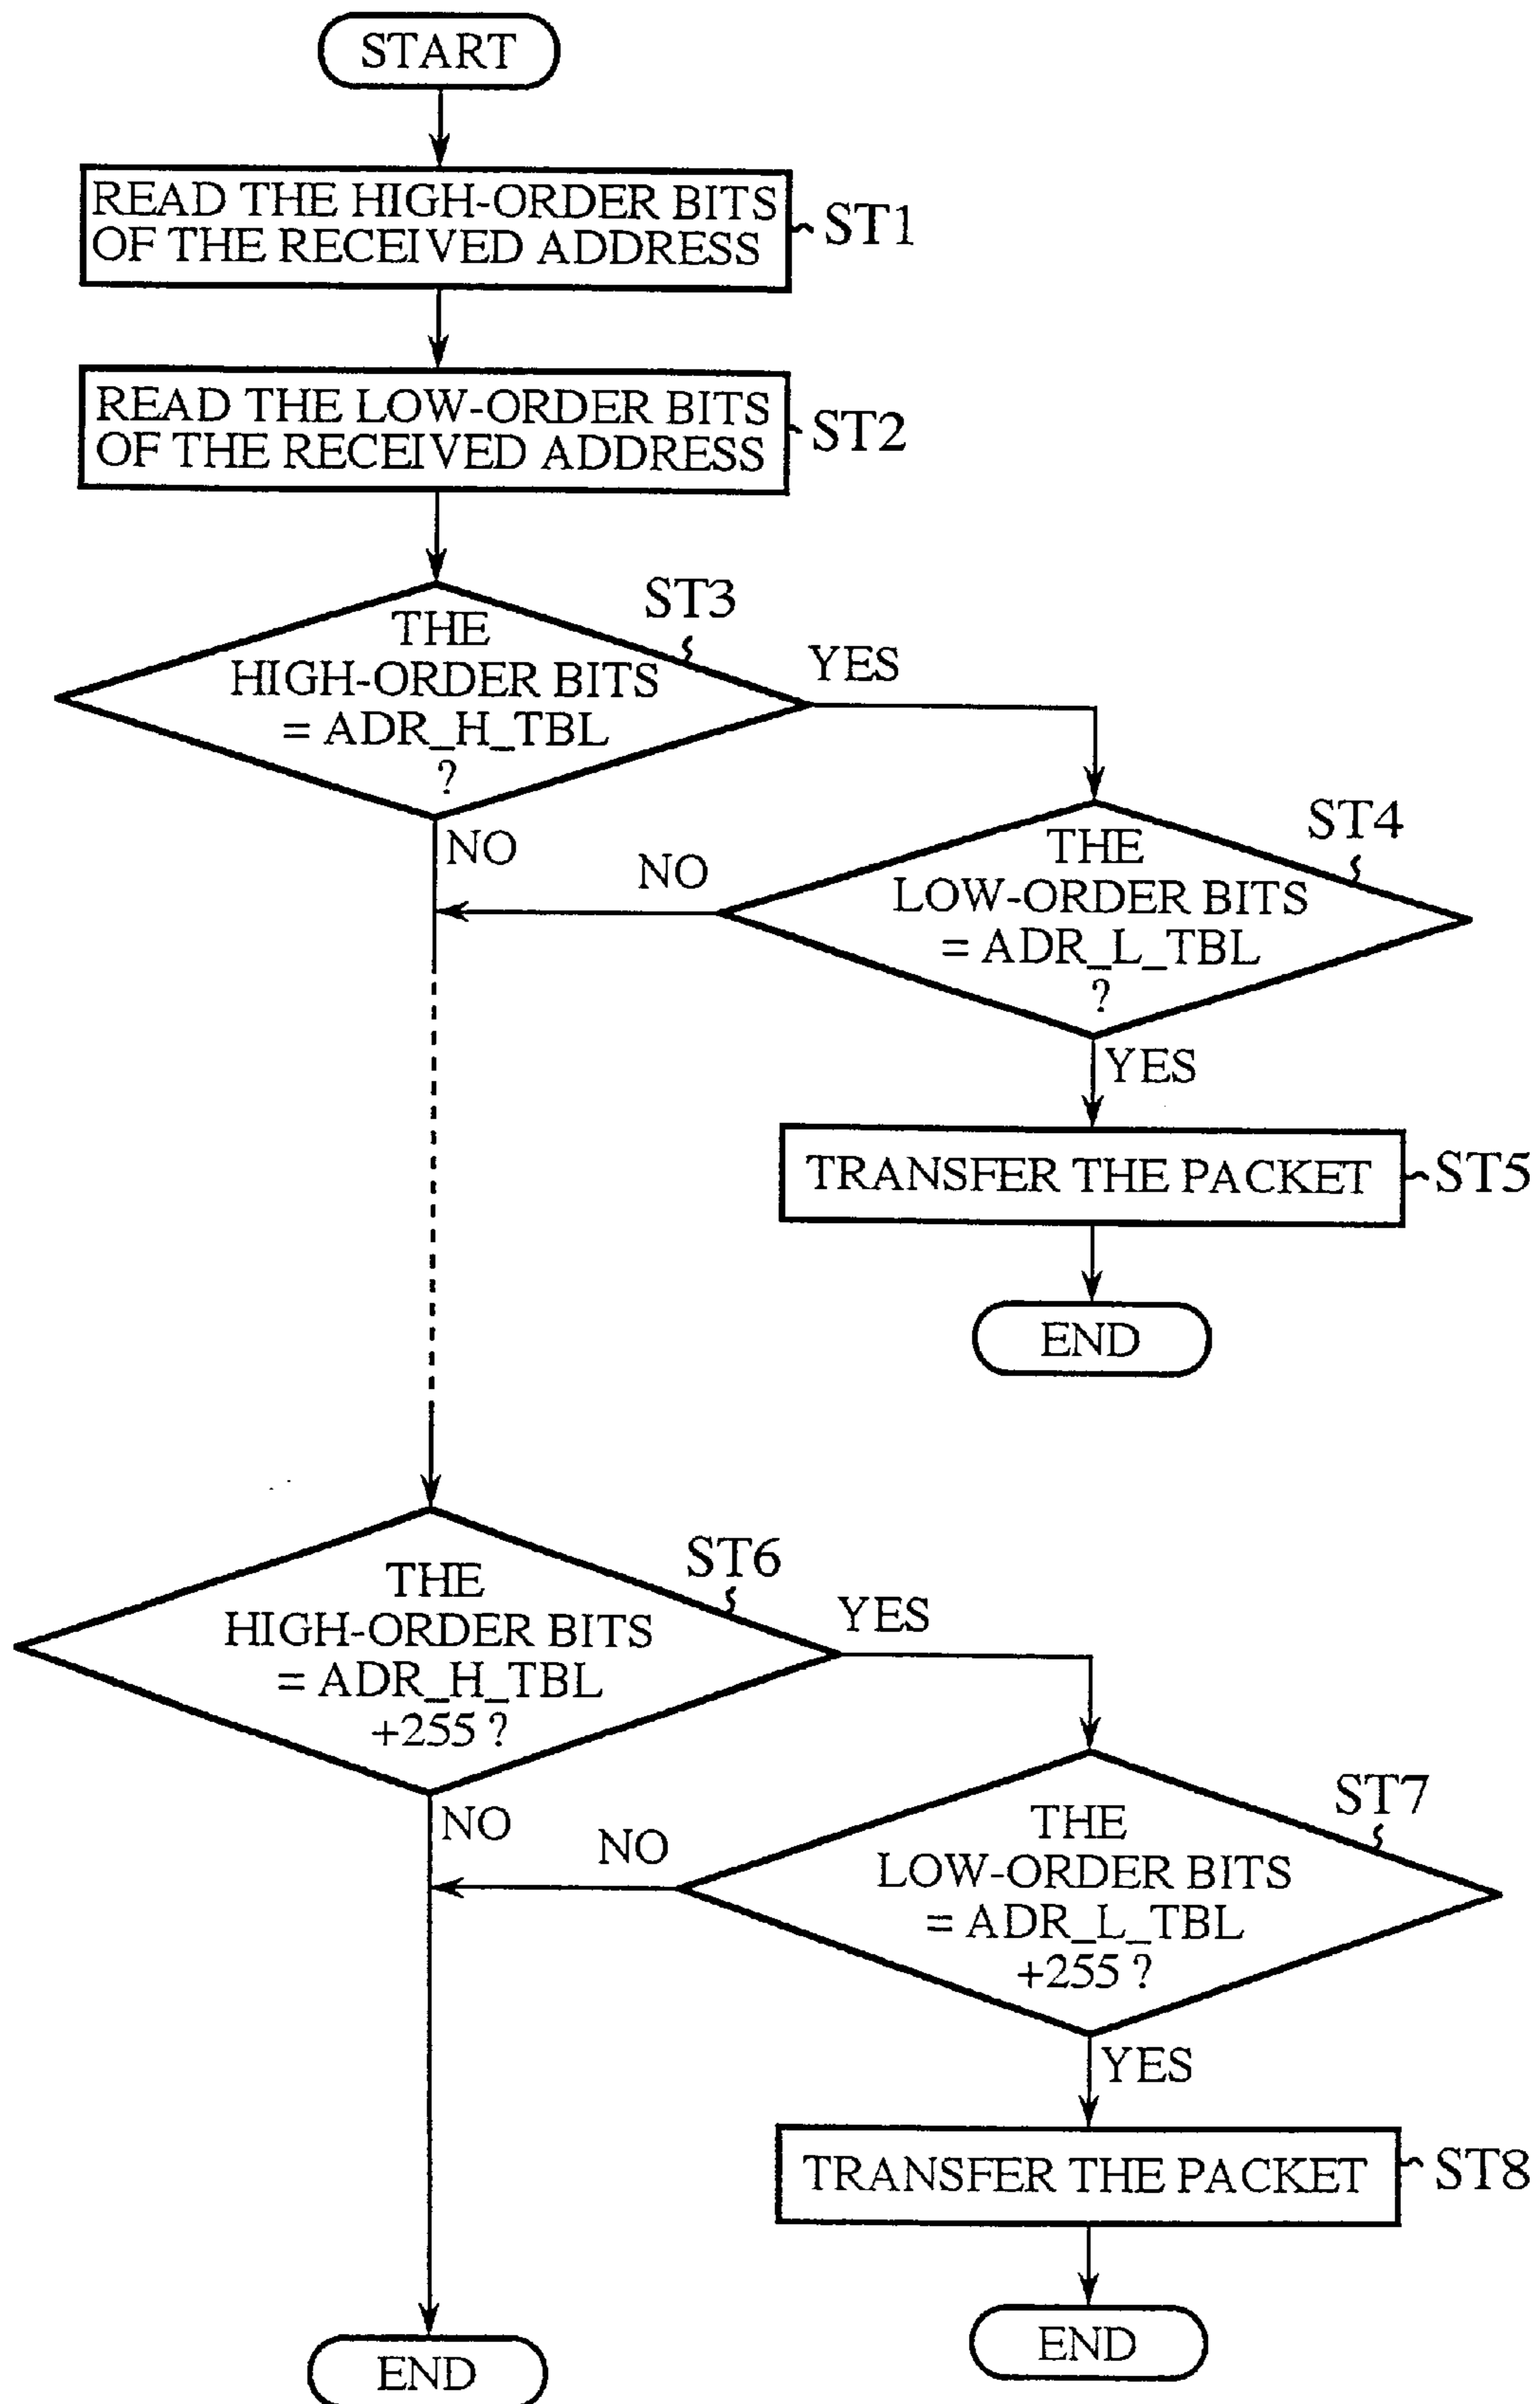 START
READ THE HIGH-ORDER BITS
OF THE RECEIVED ADDRESS
ST1
READ THE LOW-ORDER BITS
OF THE RECEIVED ADDRESS
ST2
ST3
THE
HIGH-ORDER BITS
= ADR_H_TBL
?
YES
NO
ST4
THE
LOW-ORDER BITS
= ADR_L_TBL
?
NO
YES
TRANSFER THE PACKET
ST5
END
ST6
THE
HIGH-ORDER BITS
= ADR_H_TBL
+255 ?
YES
NO
ST7
THE
LOW-ORDER BITS
= ADR_L_TBL
+255 ?
NO
YES
TRANSFER THE PACKET
ST8
END
END